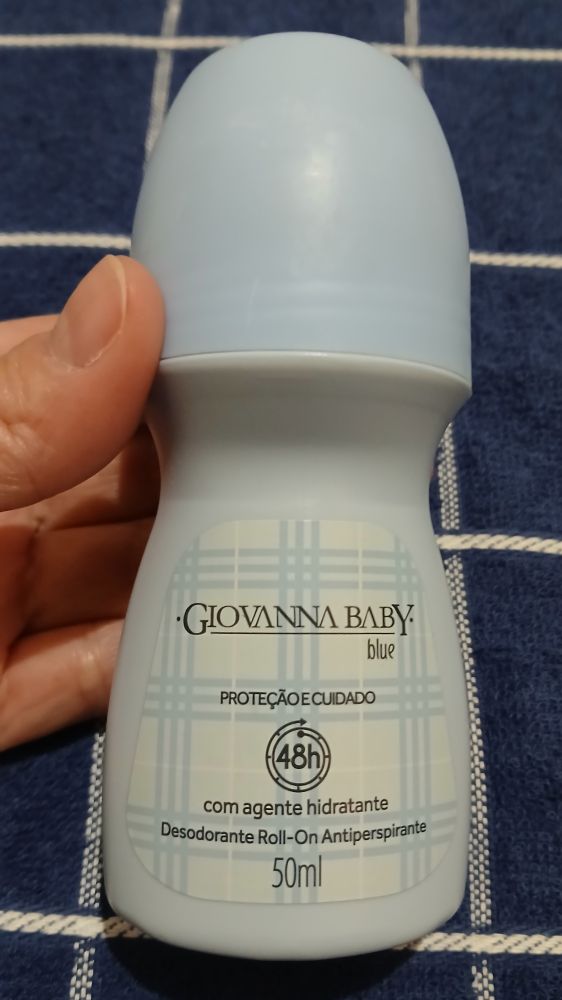 ·GIOVANNA BABY·
blue
PROTEÇÃO E CUIDADO
48h
com agente hidratante
Desodorante Roll-On Antiperspirante
50ml